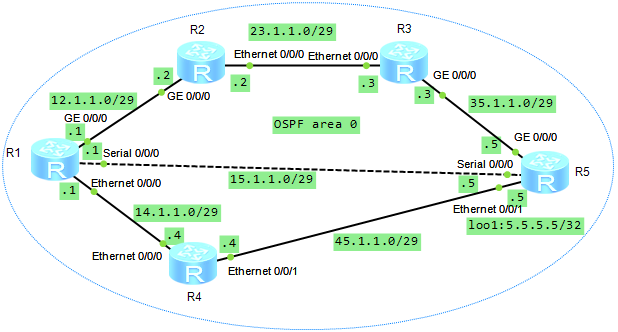 23.1.1.0/29
R2
R3
Ethernet 0/0/0
Ethernet 0/0/0
.2
.2
.3
GE 0/0/0
GE 0/0/0
.3
12.1.1.0/29
35.1.1.0/29
GE 0/0/0
OSPF area 0
.1
R1
.1
Serial 0/0/0
.5
GE 0/0/0
Serial 0/0/0
R5
.1
Ethernet 0/0/0
15.1.1.0/29
.5
.5
Ethernet 0/0/1
14.1.1.0/29
loo1:5.5.5.5/32
.4
.4
45.1.1.0/29
Ethernet 0/0/0
Ethernet 0/0/1
R4
R
R
R
R
R